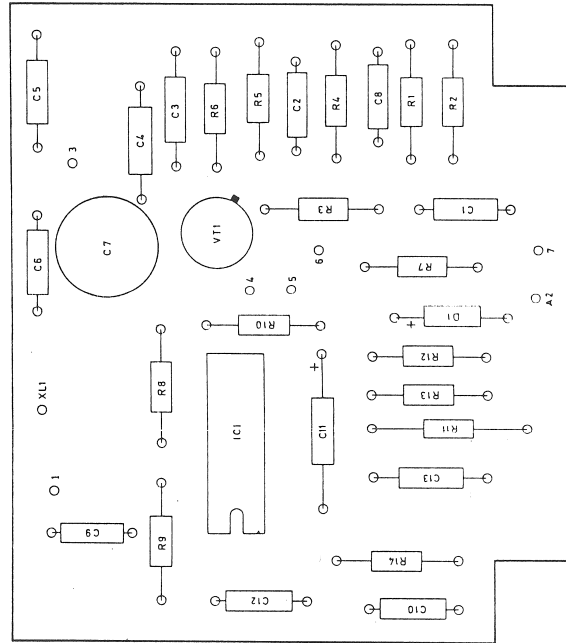 C5
3
C4
C3
R6
R5
C2
R4
C8
R1
R2
C6
C7
VT1
R3
C1
6
7
R7
4
5
A2
R10
+
D1
XL1
R8
IC1
+
C11
R12
R13
R11
C13
1
C9
R9
R14
C12
C10